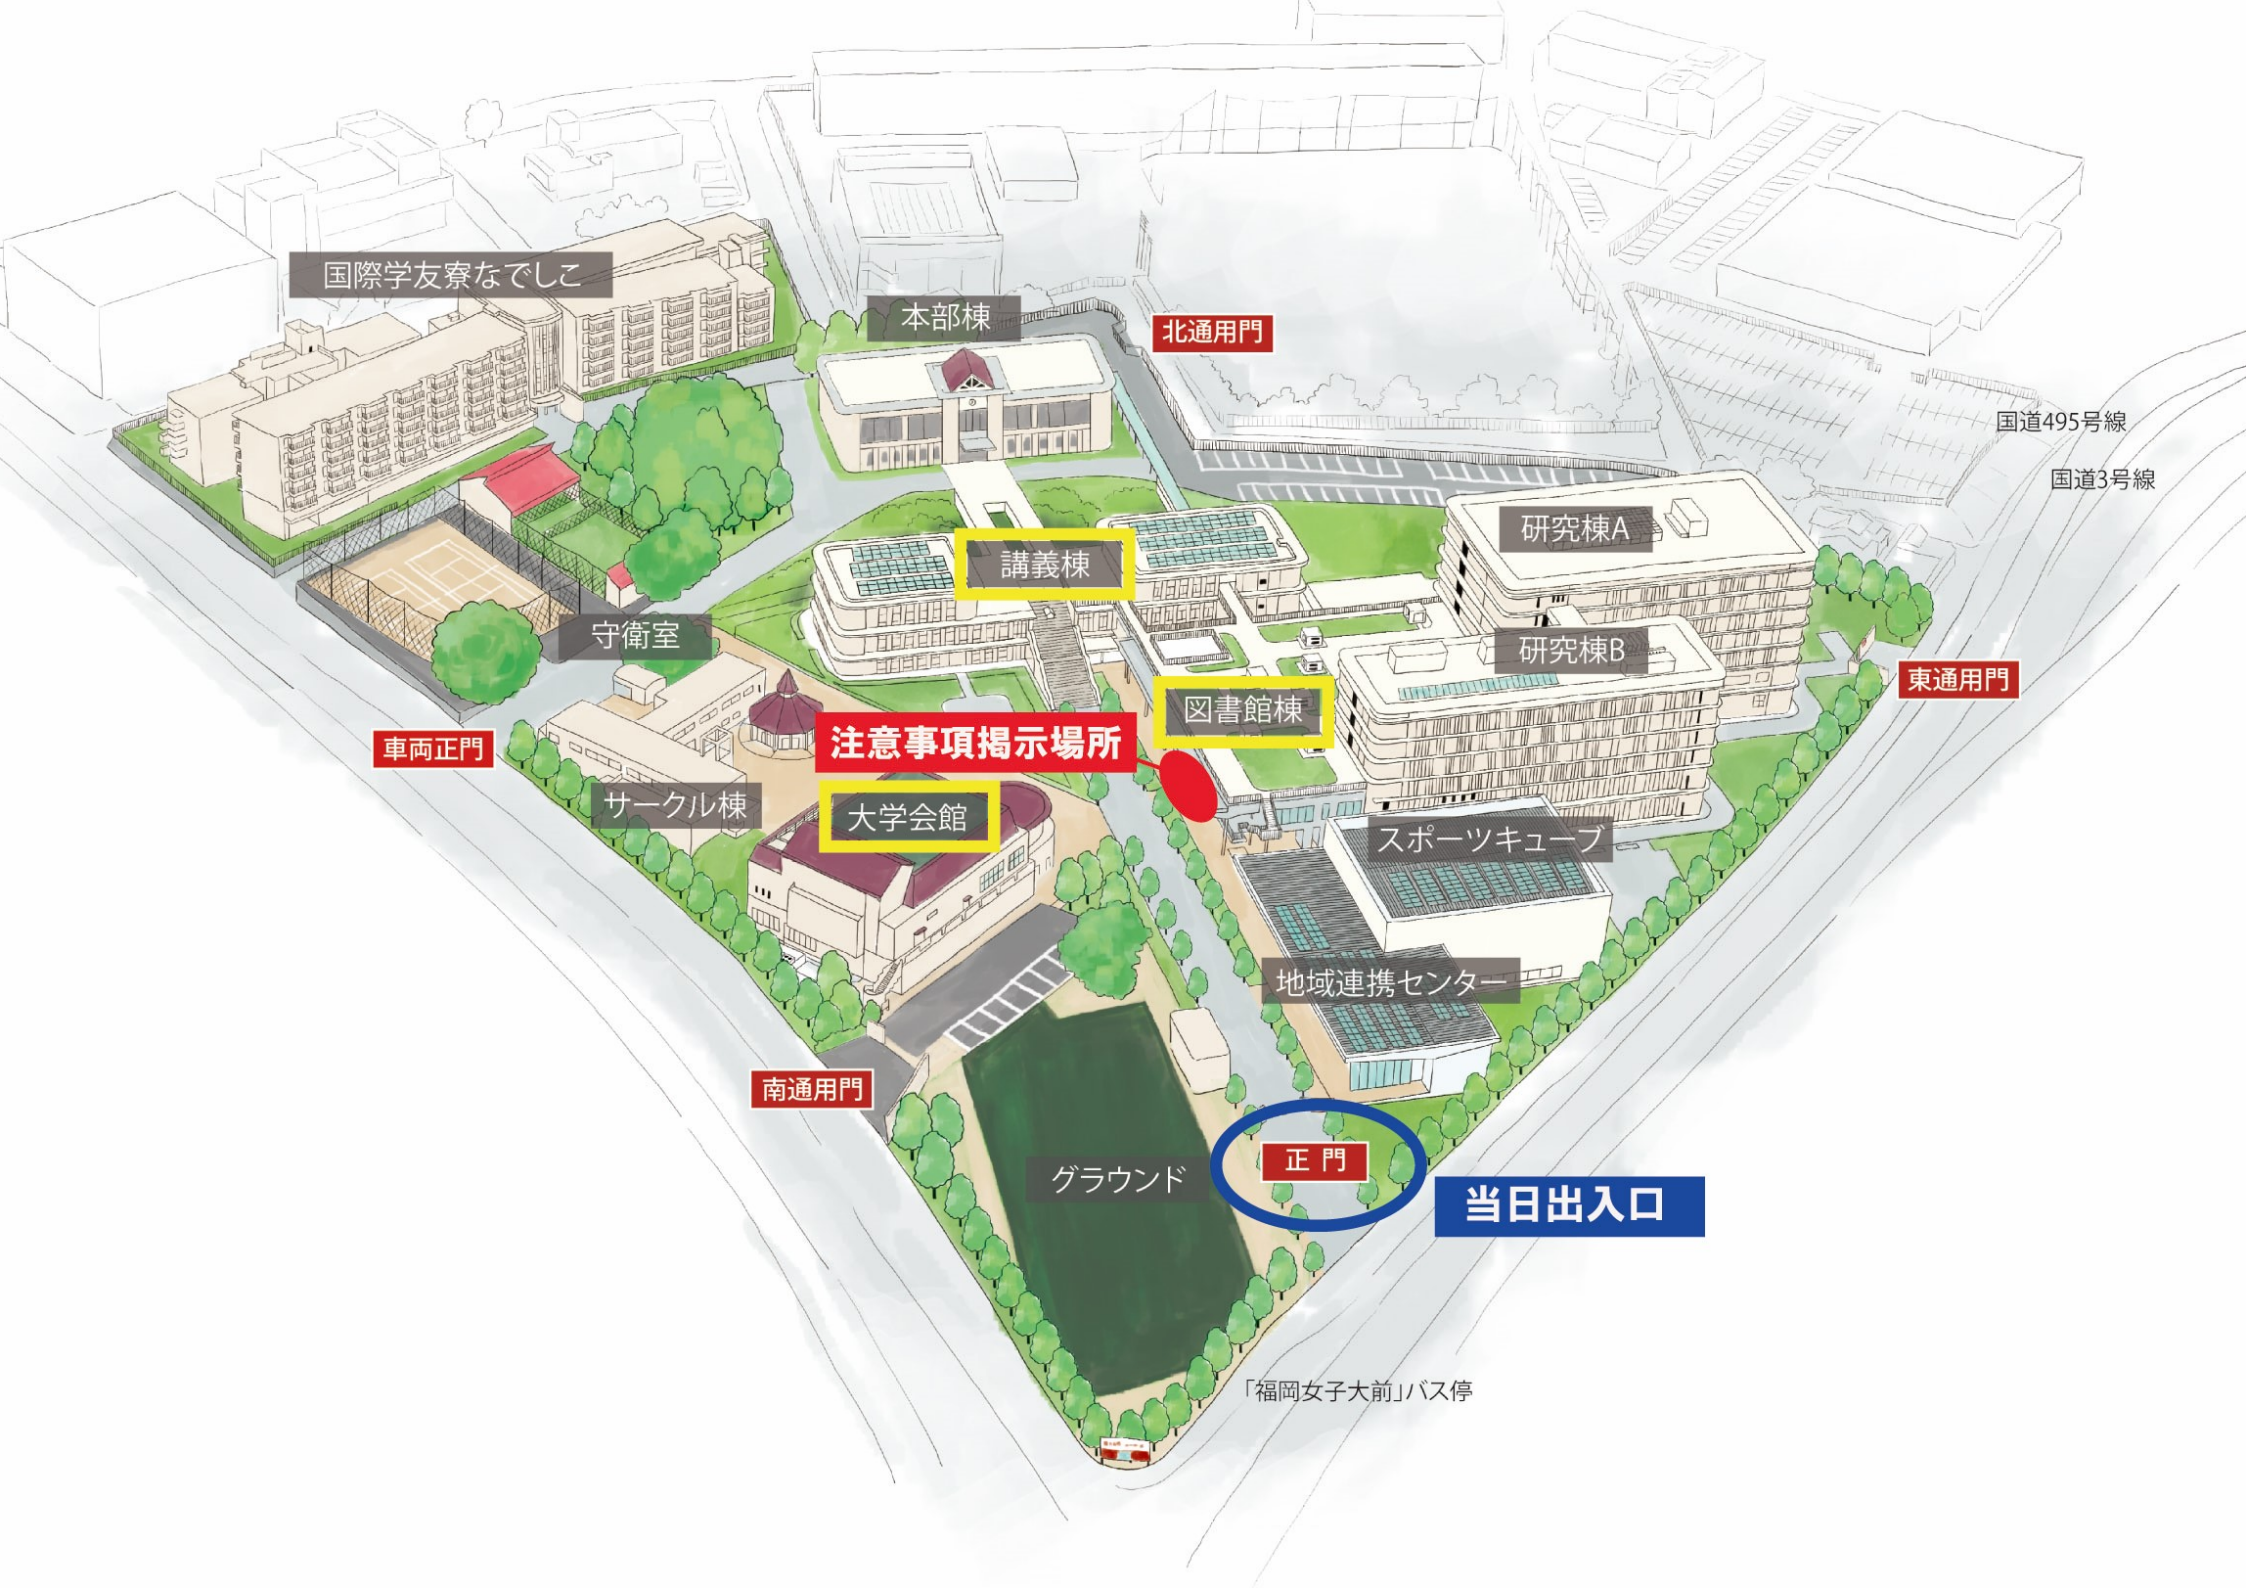 国際学友寮なでしこ
本部棟
北通用門
国道495号線
国道3号線
研究棟A
講義棟
守衛室
研究棟B
東通用門
図書館棟
車両正門
注意事項掲示場所
サークル棟
大学会館
スポーツキューブ
地域連携センター
南通用門
正門
グラウンド
当日出入口
「福岡女子大前」バス停